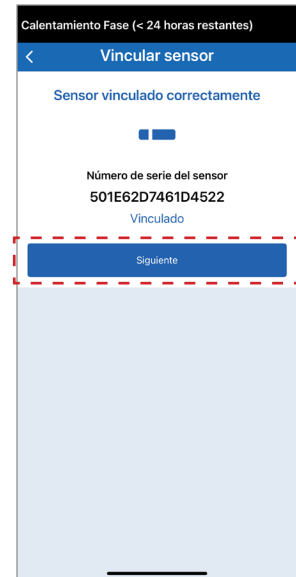 Calentamiento Fase (< 24 horas restantes)
Vincular sensor
Sensor vinculado correctamente
Número de serie del sensor
501E62D7461D4522
Vinculado
Siguiente